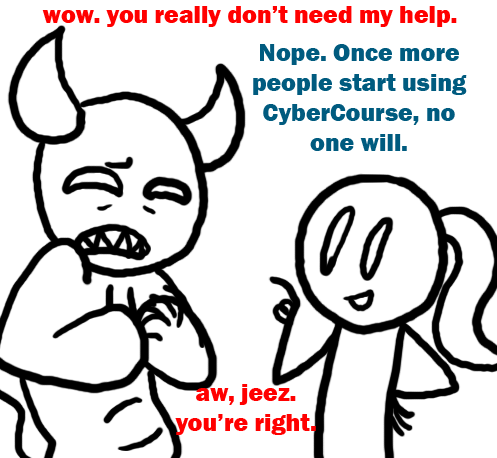 wow. you really don't need my help.
Nope. Once more
people start using
CyberCourse, no
one will.
aw, jeez.
you're right.